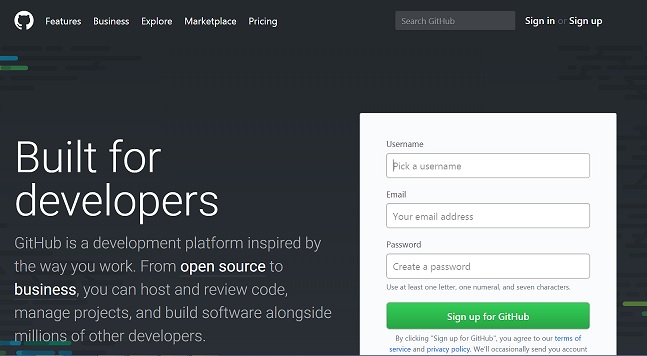 Features Business Explore Marketplace Pricing Search GitHub Sign in or Sign up
Built for
developers
GitHub is a development platform inspired by
the way you work. From open source to
business, you can host and review code,
manage projects, and build software alongside
millions of other developers.
Username
Pick a username
Email
Your email address
Password
Create a password
Use at least one letter, one numeral, and seven characters.
Sign up for GitHub
By clicking "Sign up for GitHub", you agree to our terms of
service and privacy policy. We'll occasionally send you account